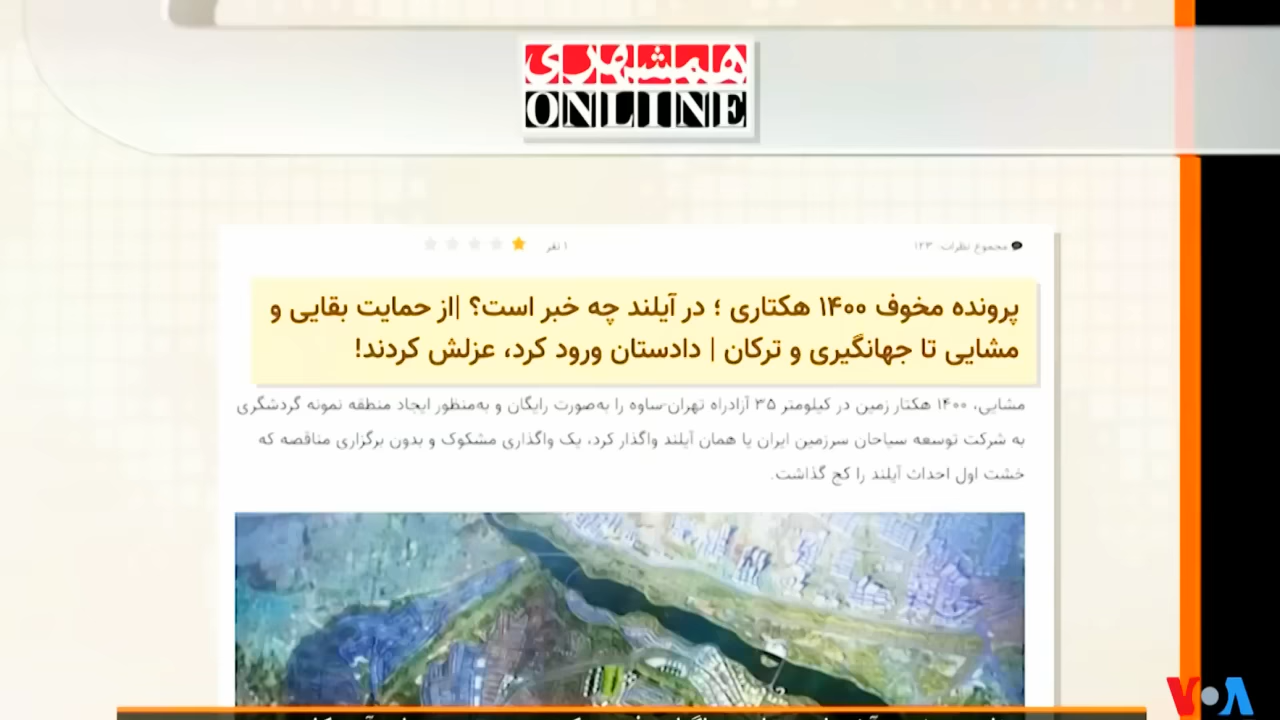 همشهری
ONLINE
مجموع نظرات: ۱۲۳
۱ نفر
پرونده مخوف ۱۴۰۰ هکتاری ؛ در آیلند چه خبر است؟ |از حمایت بقایی و
مشایی تا جهانگیری و ترکان | دادستان ورود کرد، عزلش کردند!
مشایی، ۱۴۰۰ هکتار زمین در کیلومتر ۳۵ آزادراه تهران-ساوه را به‌صورت رایگان و به‌منظور ایجاد منطقه نمونه گردشگری
به شرکت توسعه سیاحان سرزمین ایران یا همان آیلند واگذار کرد، یک واگذاری مشکوک و بدون برگزاری مناقصه که
خشت اول احداث آیلند را کج گذاشت.
VOA